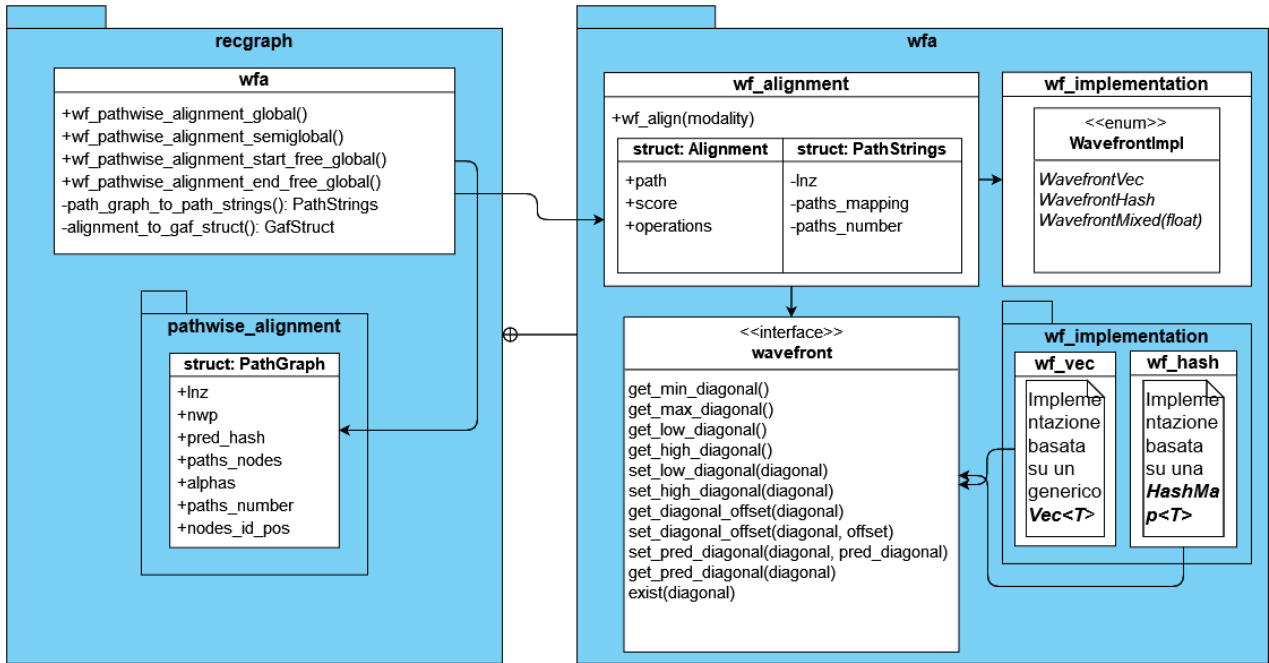 recgraph
wfa
+wf_pathwise_alignment_global()
+wf_pathwise_alignment_semiglobal()
+wf_pathwise_alignment_start_free_global()
+wf_pathwise_alignment_end_free_global()
-path_graph_to_path_strings(): PathStrings
-alignment_to_gaf_struct(): GafStruct
pathwise_alignment
struct: PathGraph
+lnz
+nwp
+pred_hash
+paths_nodes
+alphas
+paths_number
+nodes_id_pos
wfa
wf_alignment
+wf_align(modality)
struct: Alignment
+path
+score
+operations
struct: PathStrings
-lnz
-paths_mapping
-paths_number
wf_implementation
<<enum>>
WavefrontImpl
WavefrontVec
WavefrontHash
WavefrontMixed(float)
<<interface>>
wavefront
get_min_diagonal()
get_max_diagonal()
get_low_diagonal()
get_high_diagonal()
set_low_diagonal(diagonal)
set_high_diagonal(diagonal)
get_diagonal_offset(diagonal)
set_diagonal_offset(diagonal, offset)
set_pred_diagonal(diagonal, pred_diagonal)
get_pred_diagonal(diagonal)
exist(diagonal)
wf_implementation
wf_vec
Impleme
ntazione
basata
su un
generico
Vec<T>
wf_hash
Impleme
ntazione
basata
su una
HashMa
p<T>